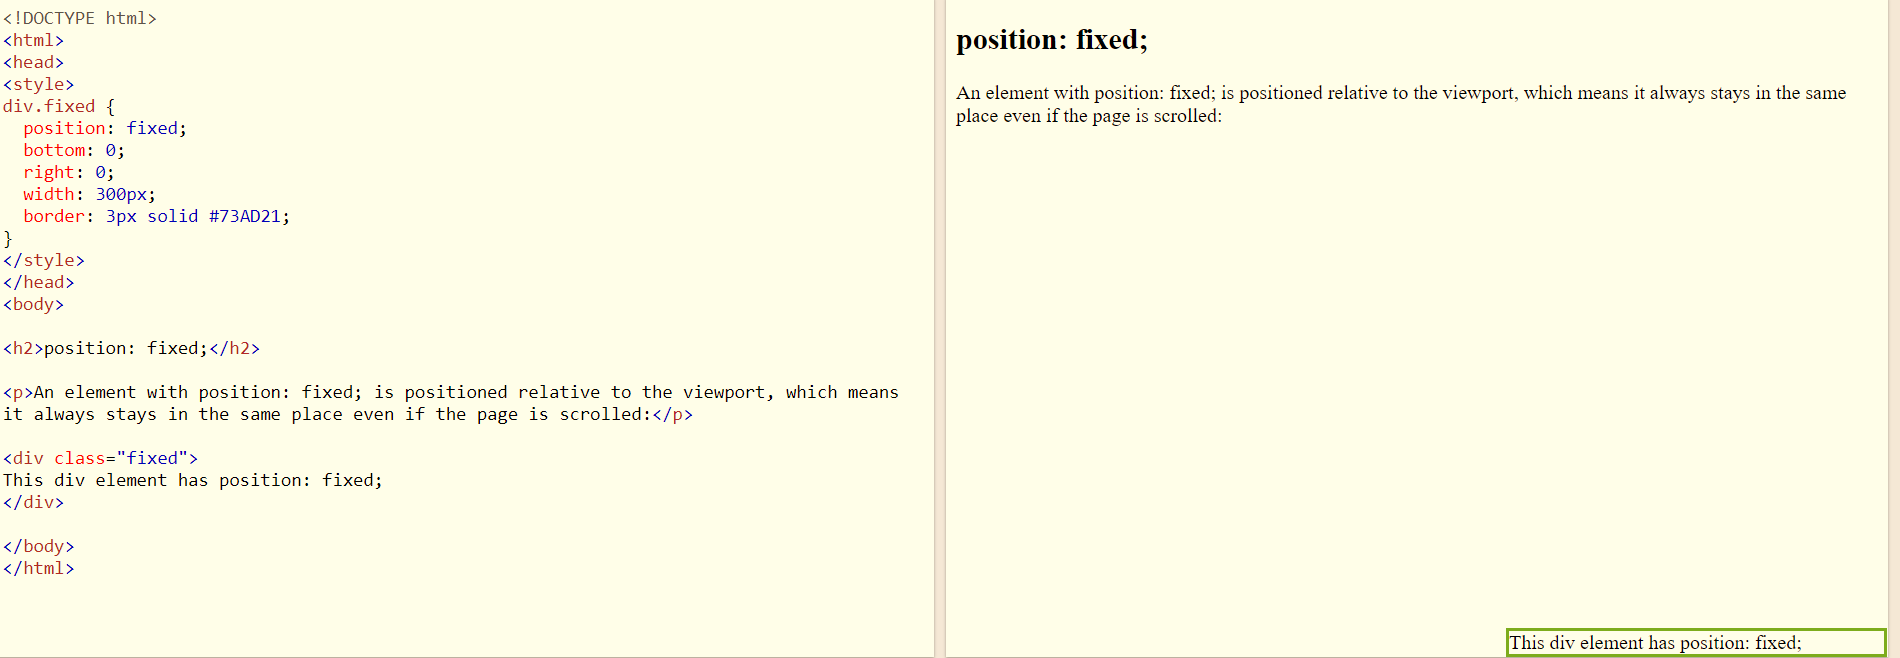 <!DOCTYPE html>
<html>
<head>
<style>
div.fixed {
  position: fixed;
  bottom: 0;
  right: 0;
  width: 300px;
  border: 3px solid #73AD21;
}
</style>
</head>
<body>

<h2>position: fixed;</h2>

<p>An element with position: fixed; is positioned relative to the viewport, which means
it always stays in the same place even if the page is scrolled:</p>

<div class="fixed">
This div element has position: fixed;
</div>

</body>
</html>
position: fixed;
An element with position: fixed; is positioned relative to the viewport, which means it always stays in the same
place even if the page is scrolled:
This div element has position: fixed;